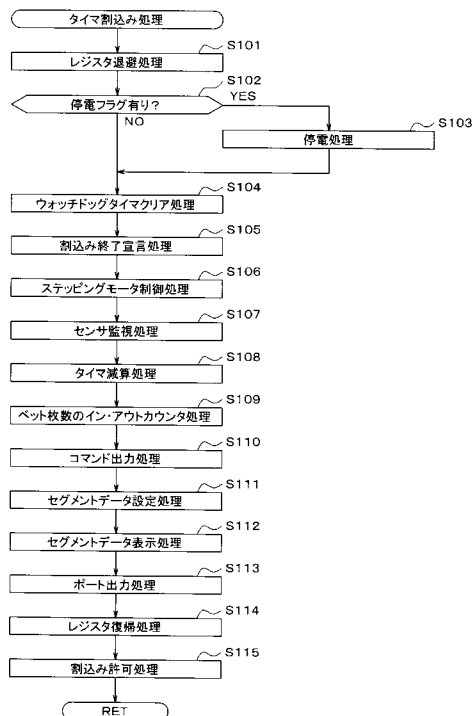 タイマ割込み処理
S101
レジスタ退避処理
S102
停電フラグ有り?
YES
NO
S103
停電処理
S104
ウォッチドッグタイマクリア処理
S105
割込み終了宣言処理
S106
ステッピングモータ制御処理
S107
センサ監視処理
S108
タイマ減算処理
S109
ベット枚数のイン・アウトカウンタ処理
S110
コマンド出力処理
S111
セグメントデータ設定処理
S112
セグメントデータ表示処理
S113
ポート出力処理
S114
レジスタ復帰処理
S115
割込み許可処理
RET